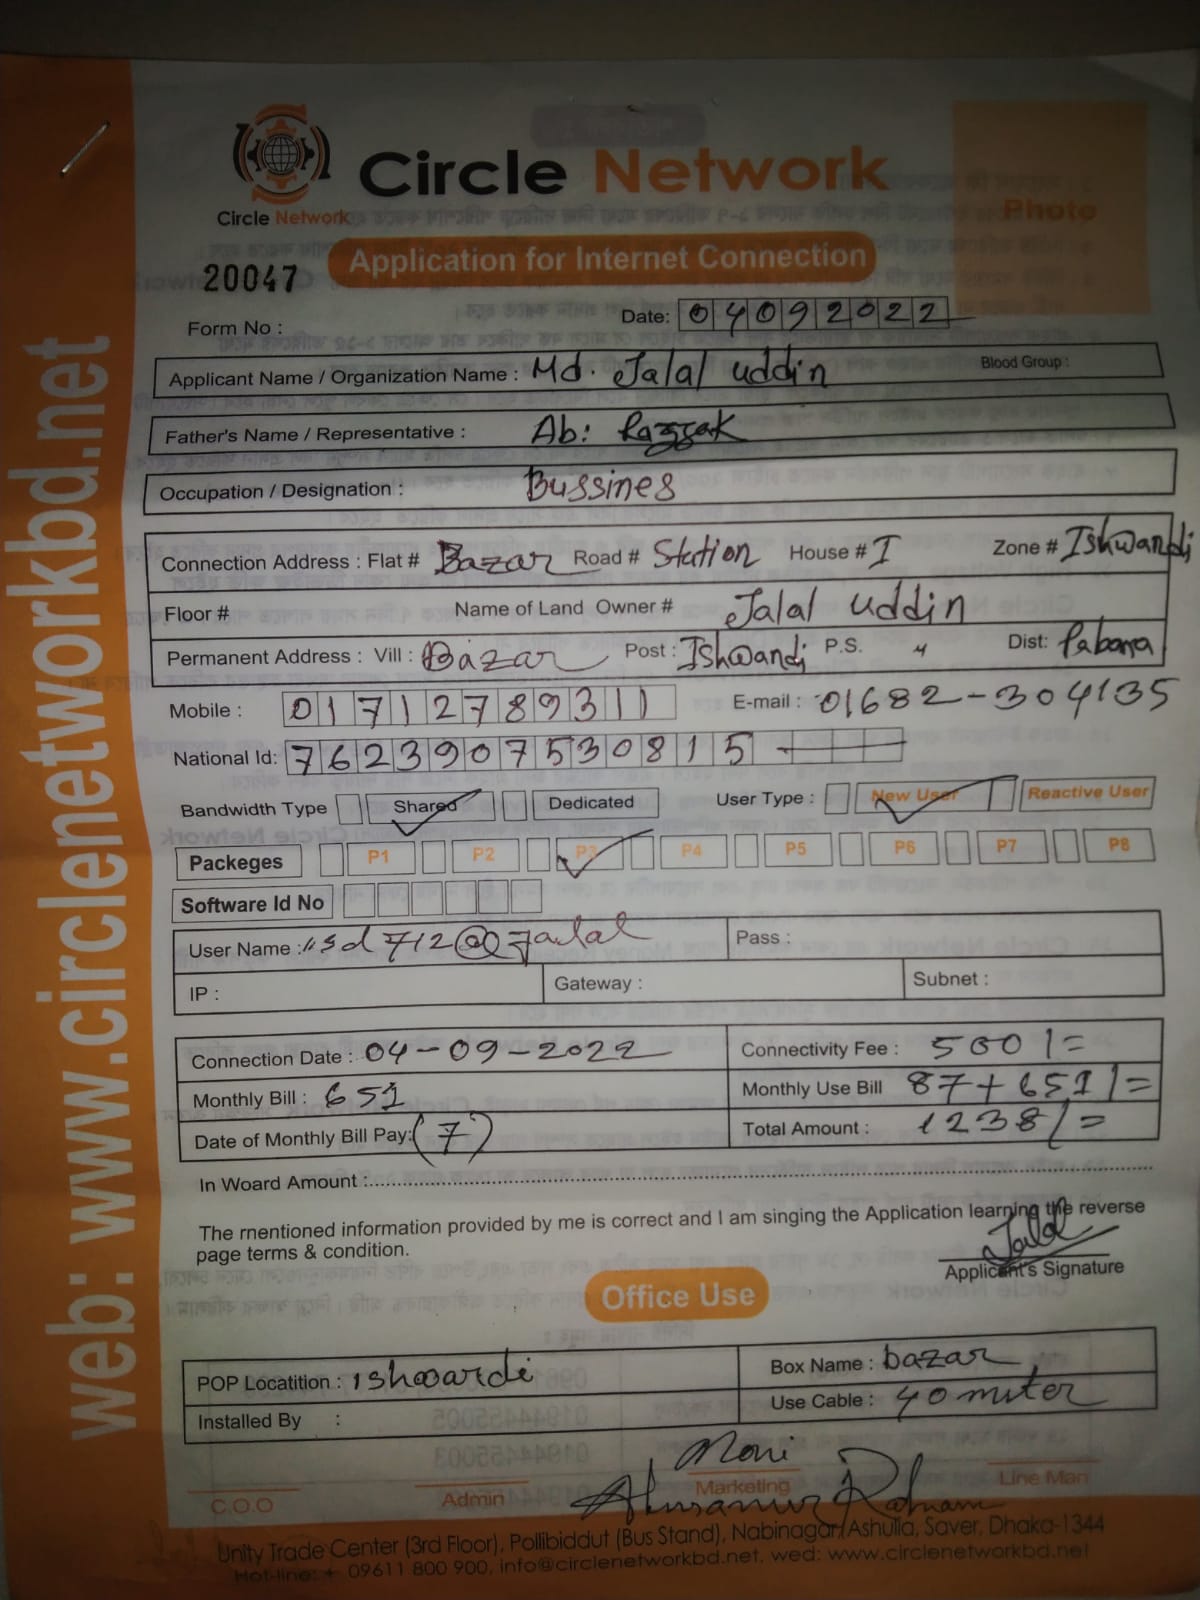 Circle Network
Circle Network
Photo
Application for Internet Connection
20047
Form No :
Date: 04092022
Applicant Name / Organization Name : Md. Jalal uddin Blood Group :
Father's Name / Representative : Ab: Razzak
Occupation / Designation : Bussines
Connection Address : Flat # Bazar Road # Station House # I Zone # Ishwardi
Floor # Name of Land Owner # Jalal uddin
Permanent Address : Vill : Bazar Post : Ishwardi P.S. " Dist: Pabana
Mobile : 01712789311 E-mail : 01682-304135
National Id: 7623907530815
Bandwidth Type Shared Dedicated User Type : New User Reactive User
Packeges P1 P2 P3 P4 P5 P6 P7 P8
Software Id No
User Name : isd712@jalal Pass :
IP : Gateway : Subnet :
Connection Date : 04-09-2022 Connectivity Fee : 500/=
Monthly Bill : 651 Monthly Use Bill 87+651/=
Date of Monthly Bill Pay: (7) Total Amount : 1238/=
In Woard Amount :
The rnentioned information provided by me is correct and I am singing the Application learning the reverse
page terms & condition.
Jalal
Applicant's Signature
Office Use
POP Locatition : ishwardi Box Name : bazar
Installed By : Use Cable : 40 miter
Moni
C.O.O Admin Marketing Line Man
Unity Trade Center (3rd Floor), Pollibiddut (Bus Stand), Nabinagar, Ashulia, Saver, Dhaka-1344
Hot-line: + 09611 800 900, info@circlenetworkbd.net, wed: www.circlenetworkbd.net
web: www.circlenetworkbd.net